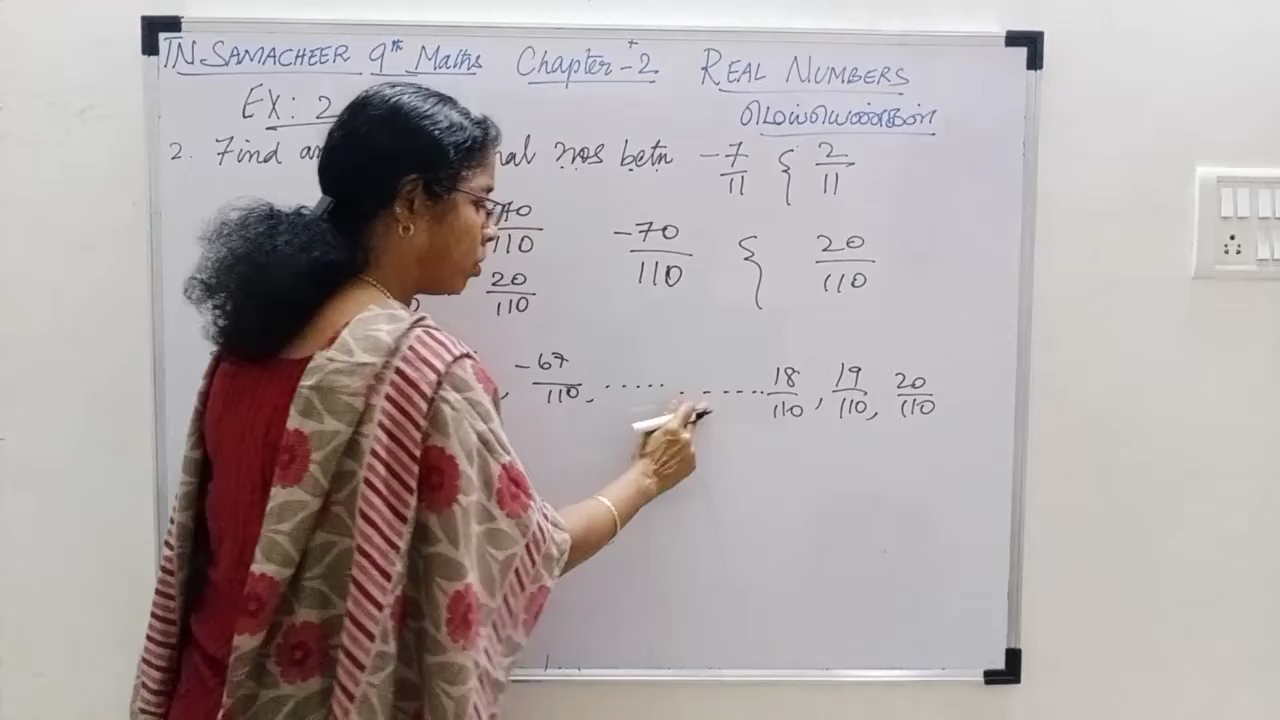 TN SAMACHEER 9th Maths Chapter-2 REAL NUMBERS
EX: 2
மெய்யெண்கள்
2. Find an nal nos betn -7/11 { 2/11
70/110 -70/110 { 20/110
20/110
, -67/110, ..... . ----. 18/110, 19/110, 20/110